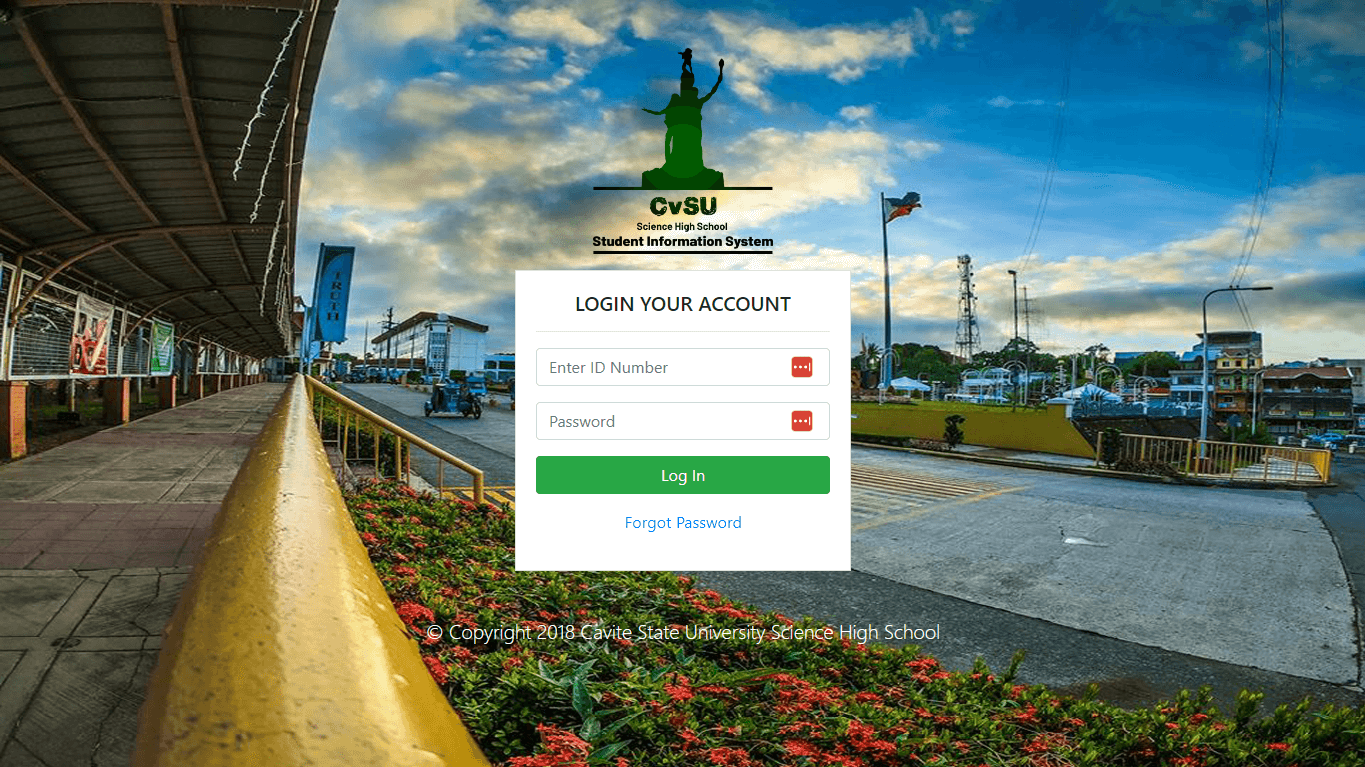 CvSU
Science High School
Student Information System
TRUTH
LOGIN YOUR ACCOUNT
Enter ID Number
Password
Log In
Forgot Password
© Copyright 2018 Cavite State University Science High School